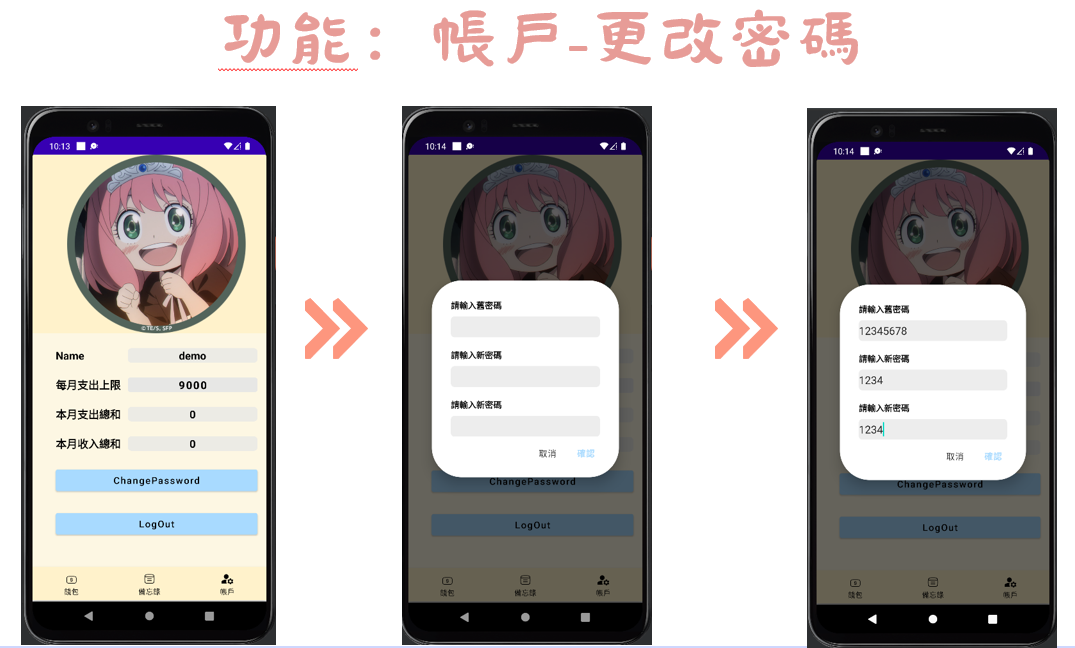 功能：帳戶-更改密碼
10:13
©TE/S, SFP
Name demo
每月支出上限 9000
本月支出總和 0
本月收入總和 0
ChangePassword
LogOut
錢包 備忘錄 帳戶
10:14
請輸入舊密碼
請輸入新密碼
請輸入新密碼
取消 確認
ChangePassword
LogOut
錢包 備忘錄 帳戶
10:14
請輸入舊密碼
12345678
請輸入新密碼
1234
請輸入新密碼
1234
取消 確認
ChangePassword
LogOut
錢包 備忘錄 帳戶